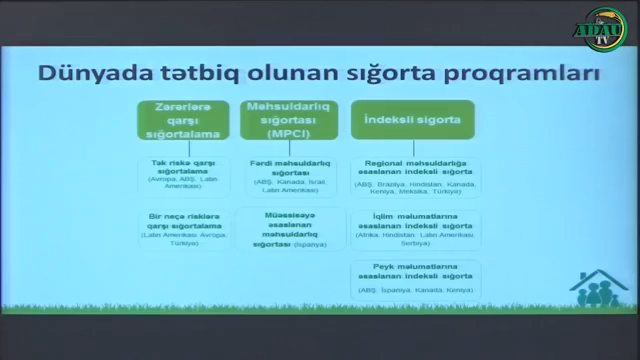 ADAU
TV
Dünyada tətbiq olunan sığorta proqramları
Zərərlərə
qarşı
sığortalama
Tək riskə qarşı
sığortalama
(Avropa, ABŞ, Latın
Amerikası)
Bir neçə risklərə
qarşı sığortalama
(Latın Amerikası Avropa,
Türkiyə)
Məhsuldarlıq
sığortası
(MPCI)
Fərdi məhsuldarlıq
sığortası
(ABŞ, Kanada, İsrail
Latın Amerikası)
Müəssisəyə
əsaslanan
məhsuldarlıq
sığortası (İspanya)
İndeksli sigorta
Regional məhsuldarlığa
əsaslanan indeksli sığorta
(ABŞ, Braziliya, Hindistan, Kanada,
Keniya, Meksika, Türkiyə)
İqlim məlumatlarına
əsaslanan indeksli sığorta
(Afrika, Hindistan, Latın Amerikası,
Serbiya)
Peyk məlumatlarına
əsaslanan indeksli sığorta
(ABŞ, İspaniya, Kanada, Keniya)